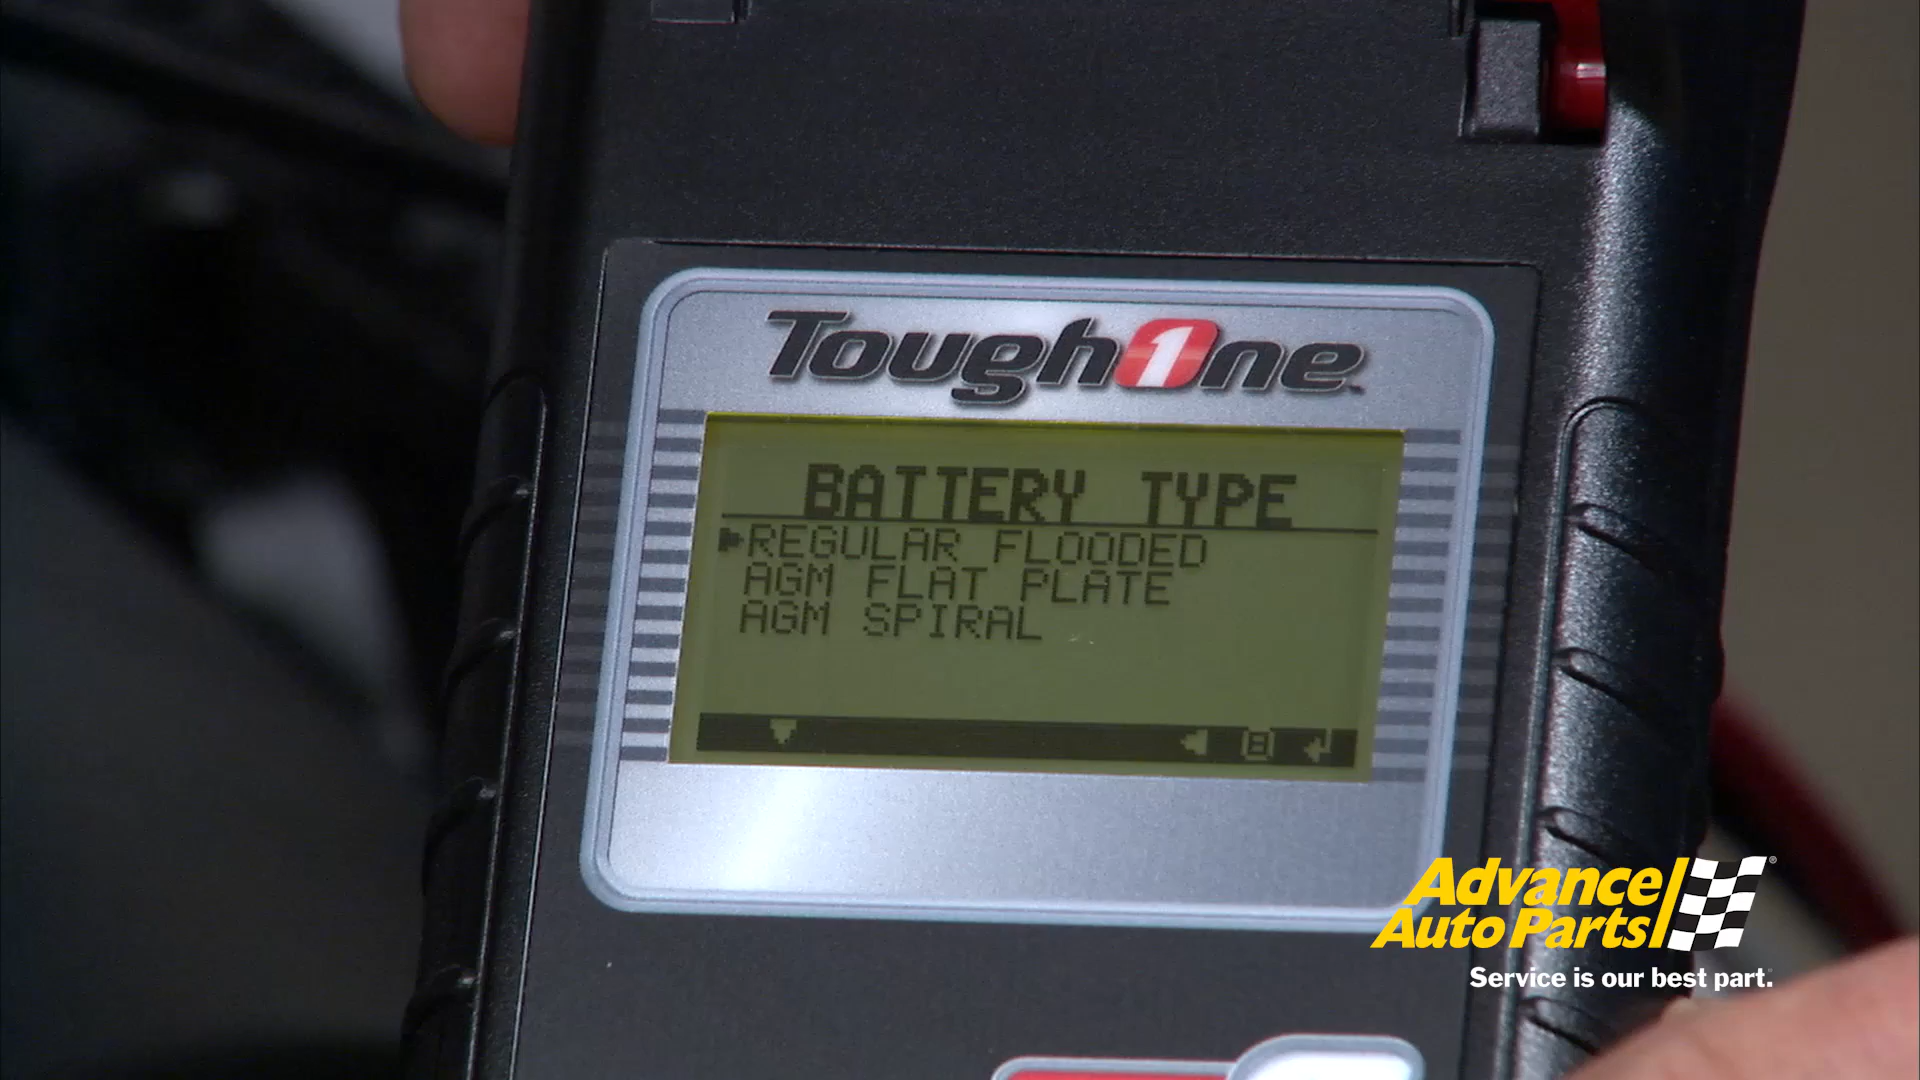 Tough1ne
BATTERY TYPE
REGULAR FLOODED
AGM FLAT PLATE
AGM SPIRAL
Advance
Auto Parts
Service is our best part.